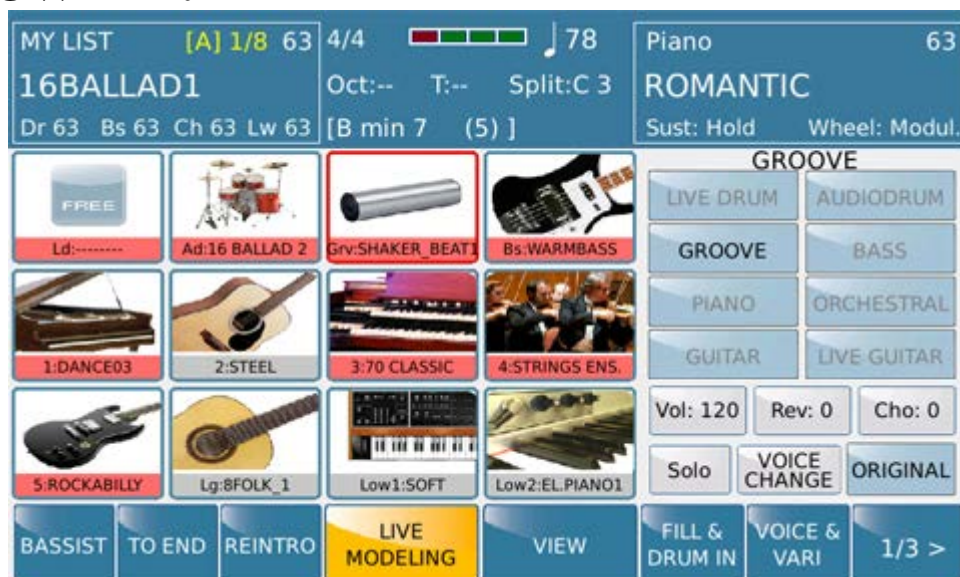 MY LIST [A] 1/8 63
16BALLAD1
Dr 63 Bs 63 Ch 63 Lw 63
4/4 78
Oct:-- T:-- Split:C 3
[B min 7 (5) ]
Piano 63
ROMANTIC
Sust: Hold Wheel: Modul.
FREE
Ld:--------
Ad:16 BALLAD 2
Grv:SHAKER_BEAT1
Bs:WARMBASS
1:DANCE03
2:STEEL
3:70 CLASSIC
4:STRINGS ENS.
5:ROCKABILLY
Lg:8FOLK_1
Low1:SOFT
Low2:EL.PIANO1
GROOVE
LIVE DRUM AUDIODRUM
GROOVE BASS
PIANO ORCHESTRAL
GUITAR LIVE GUITAR
Vol: 120 Rev: 0 Cho: 0
Solo
VOICE
CHANGE
ORIGINAL
BASSIST
TO END
REINTRO
LIVE
MODELING
VIEW
FILL &
DRUM IN
VOICE &
VARI
1/3 >